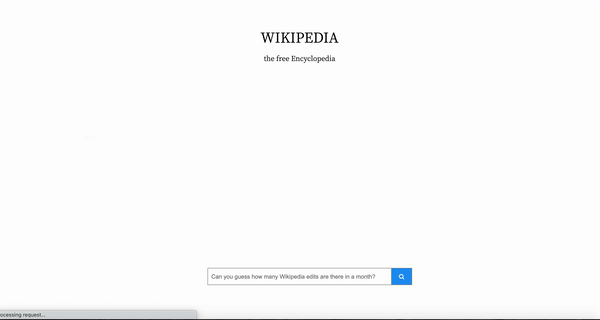 WIKIPEDIA
the free Encyclopedia
Can you guess how many Wikipedia edits are there in a month?
ocessing request...